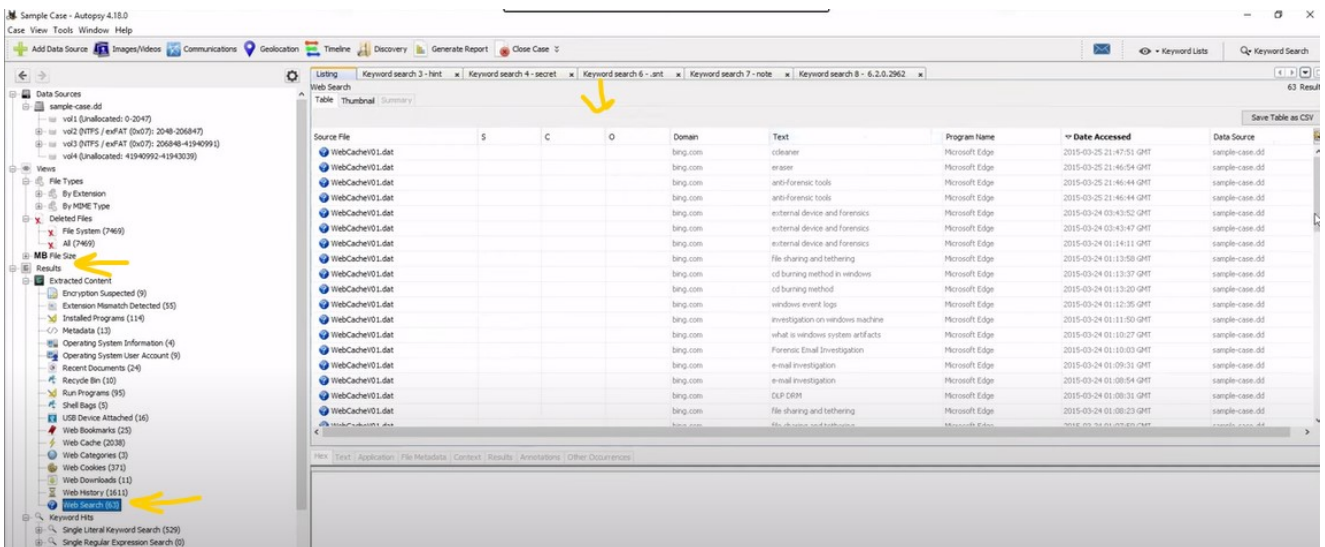 Sample Case - Autopsy 4.18.0
Case View Tools Window Help
Add Data Source Images/Videos Communications Geolocation Timeline Discovery Generate Report Close Case Keyword Lists Keyword Search
Listing Keyword search 3 - hint x Keyword search 4 - secret x Keyword search 6 - .snt x Keyword search 7 - note x Keyword search 8 - 6.2.0.2962 x
Web Search 63 Result
Table Thumbnail Summary
Save Table as CSV
Source File S C O Domain Text Program Name Date Accessed Data Source
WebCacheV01.dat bing.com ccleaner Microsoft Edge 2015-03-25 21:47:51 GMT sample-case.dd
WebCacheV01.dat bing.com eraser Microsoft Edge 2015-03-25 21:46:54 GMT sample-case.dd
WebCacheV01.dat bing.com anti-forensic tools Microsoft Edge 2015-03-25 21:46:44 GMT sample-case.dd
WebCacheV01.dat bing.com anti-forensic tools Microsoft Edge 2015-03-25 21:46:44 GMT sample-case.dd
WebCacheV01.dat bing.com external device and forensics Microsoft Edge 2015-03-24 03:43:52 GMT sample-case.dd
WebCacheV01.dat bing.com external device and forensics Microsoft Edge 2015-03-24 03:43:47 GMT sample-case.dd
WebCacheV01.dat bing.com external device and forensics Microsoft Edge 2015-03-24 01:14:11 GMT sample-case.dd
WebCacheV01.dat bing.com file sharing and tethering Microsoft Edge 2015-03-24 01:13:58 GMT sample-case.dd
WebCacheV01.dat bing.com cd burning method in windows Microsoft Edge 2015-03-24 01:13:37 GMT sample-case.dd
WebCacheV01.dat bing.com cd burning method Microsoft Edge 2015-03-24 01:13:20 GMT sample-case.dd
WebCacheV01.dat bing.com windows event logs Microsoft Edge 2015-03-24 01:12:35 GMT sample-case.dd
WebCacheV01.dat bing.com investigation on windows machine Microsoft Edge 2015-03-24 01:11:50 GMT sample-case.dd
WebCacheV01.dat bing.com what is windows system artifacts Microsoft Edge 2015-03-24 01:10:27 GMT sample-case.dd
WebCacheV01.dat bing.com Forensic Email Investigation Microsoft Edge 2015-03-24 01:10:03 GMT sample-case.dd
WebCacheV01.dat bing.com e-mail investigation Microsoft Edge 2015-03-24 01:09:31 GMT sample-case.dd
WebCacheV01.dat bing.com e-mail investigation Microsoft Edge 2015-03-24 01:08:54 GMT sample-case.dd
WebCacheV01.dat bing.com DLP DRM Microsoft Edge 2015-03-24 01:08:31 GMT sample-case.dd
WebCacheV01.dat bing.com file sharing and tethering Microsoft Edge 2015-03-24 01:08:23 GMT sample-case.dd
Hex Text Application File Metadata Context Results Annotations Other Occurrences
Data Sources
sample-case.dd
vol1 (Unallocated: 0-2047)
vol2 (NTFS / exFAT (0x07): 2048-206847)
vol3 (NTFS / exFAT (0x07): 206848-41940991)
vol4 (Unallocated: 41940992-41943039)
Views
File Types
By Extension
By MIME Type
Deleted Files
File System (7469)
All (7469)
MB File Size
Results
Extracted Content
Encryption Suspected (9)
Extension Mismatch Detected (55)
Installed Programs (114)
Metadata (13)
Operating System Information (4)
Operating System User Account (9)
Recent Documents (24)
Recycle Bin (10)
Run Programs (95)
Shell Bags (5)
USB Device Attached (16)
Web Bookmarks (25)
Web Cache (2038)
Web Categories (3)
Web Cookies (371)
Web Downloads (11)
Web History (1611)
Web Search (63)
Keyword Hits
Single Literal Keyword Search (529)
Single Regular Expression Search (0)